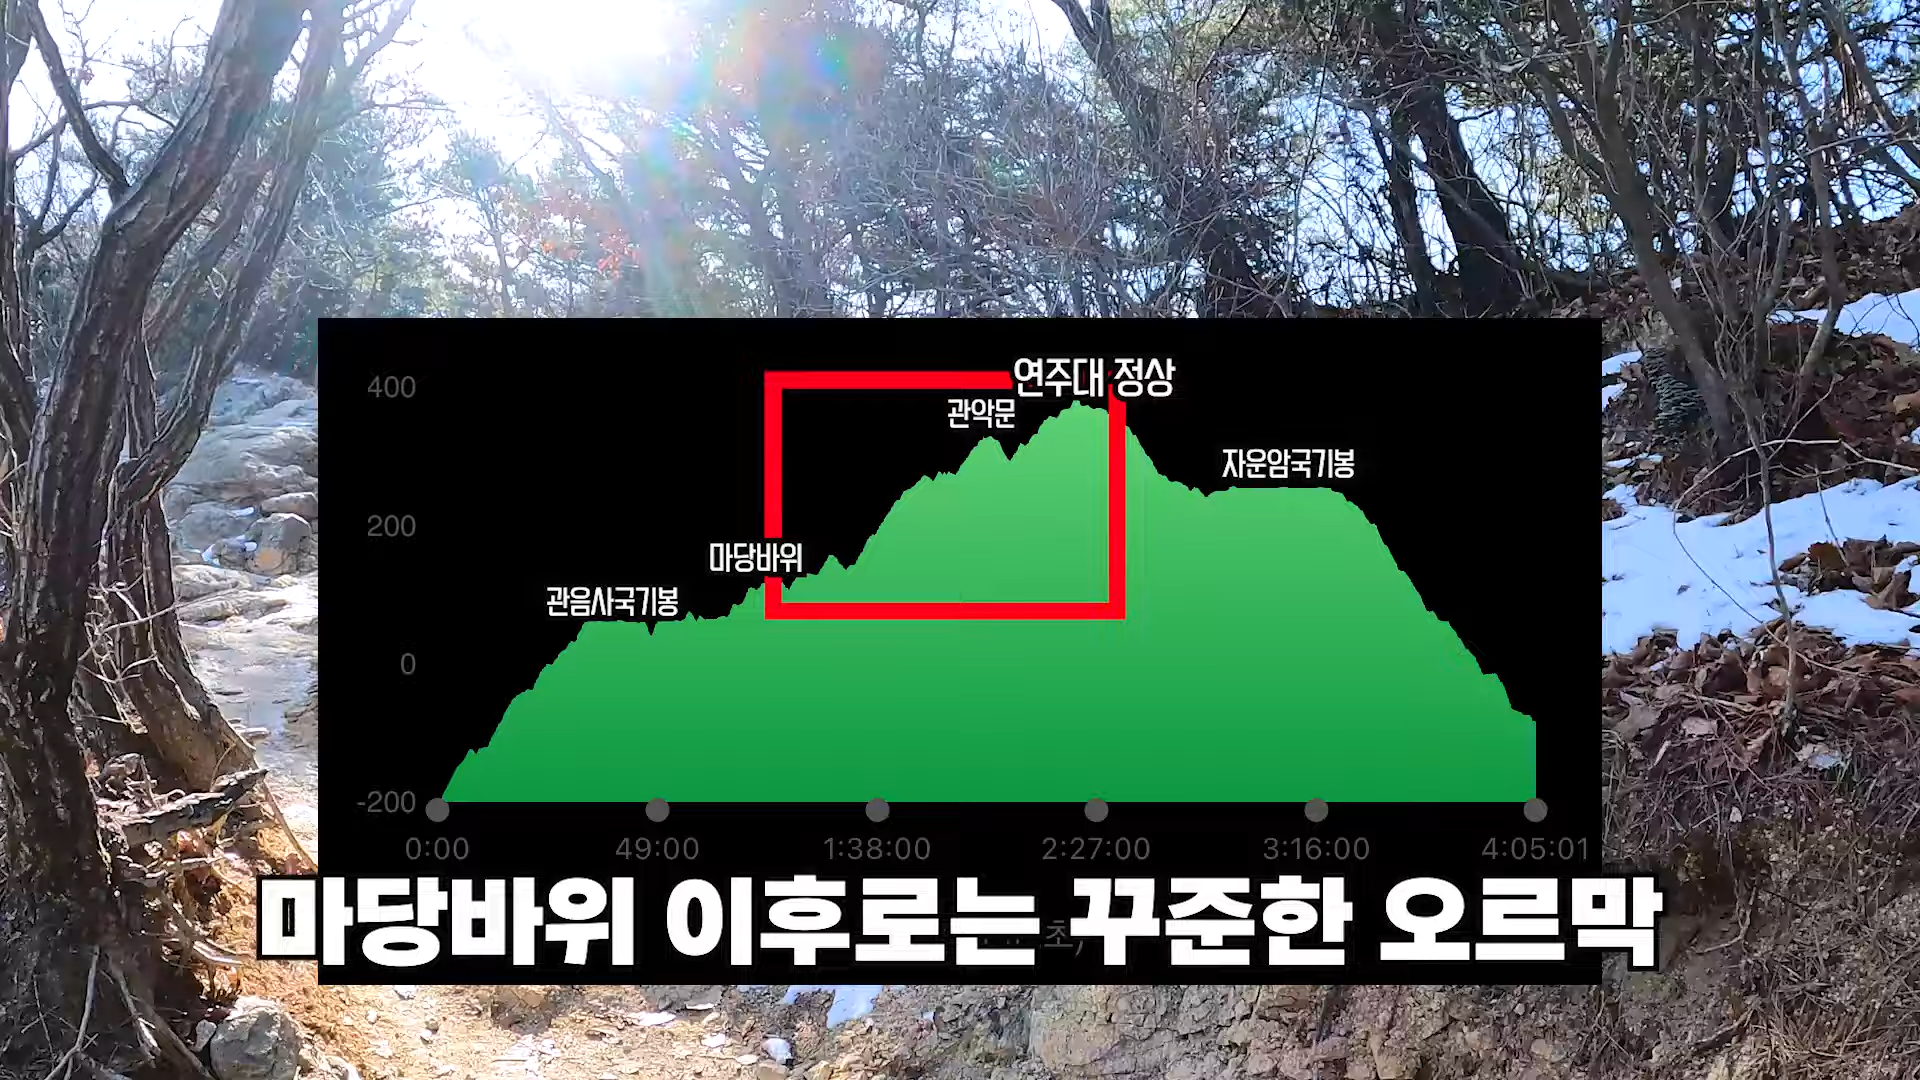 400
연주대 정상
관악문
자운암국기봉
200
마당바위
관음사국기봉
0
-200
0:00 49:00 1:38:00 2:27:00 3:16:00 4:05:01
마당바위 이후로는 꾸준한 오르막
초,